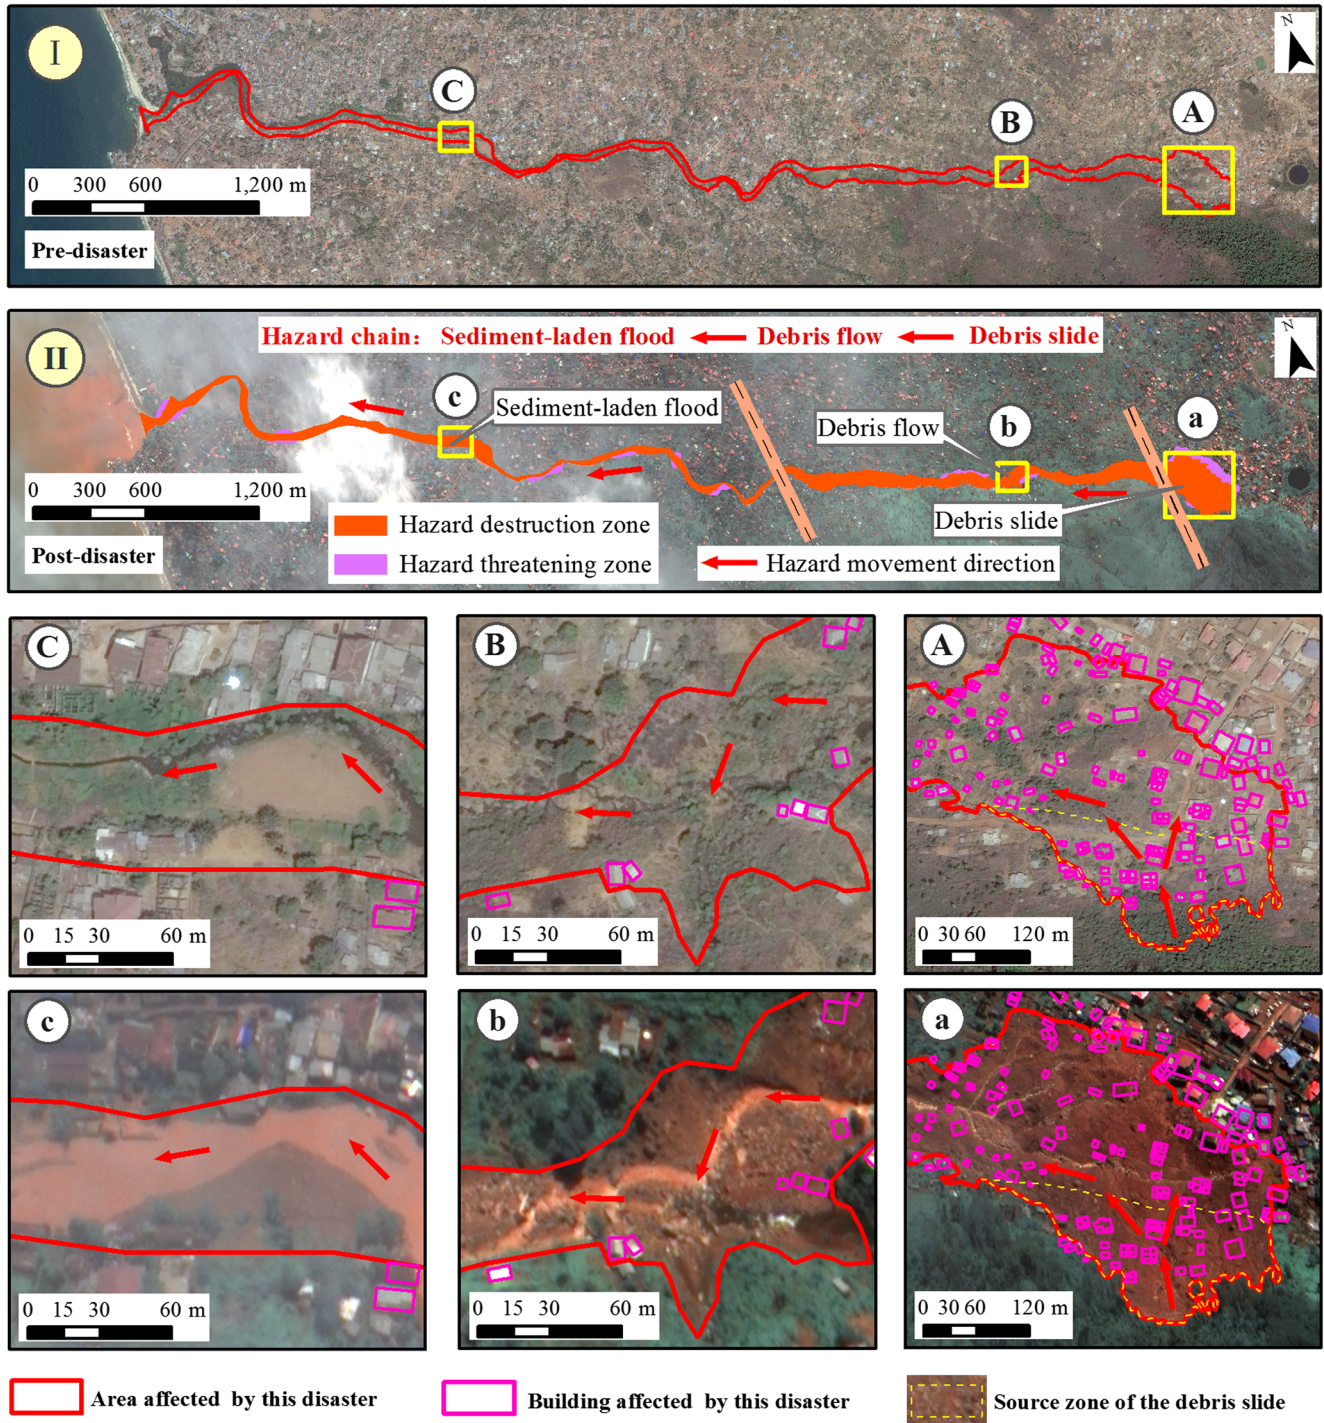 I
N
C
B
A
0 300 600 1,200 m
Pre-disaster
II
Hazard chain: Sediment-laden flood Debris flow Debris slide
N
c
Sediment-laden flood
Debris flow
b
a
Debris slide
0 300 600 1,200 m
Post-disaster
Hazard destruction zone
Hazard threatening zone
Hazard movement direction
C
0 15 30 60 m
B
0 15 30 60 m
A
0 30 60 120 m
c
0 15 30 60 m
b
0 15 30 60 m
a
0 30 60 120 m
Area affected by this disaster
Building affected by this disaster
Source zone of the debris slide